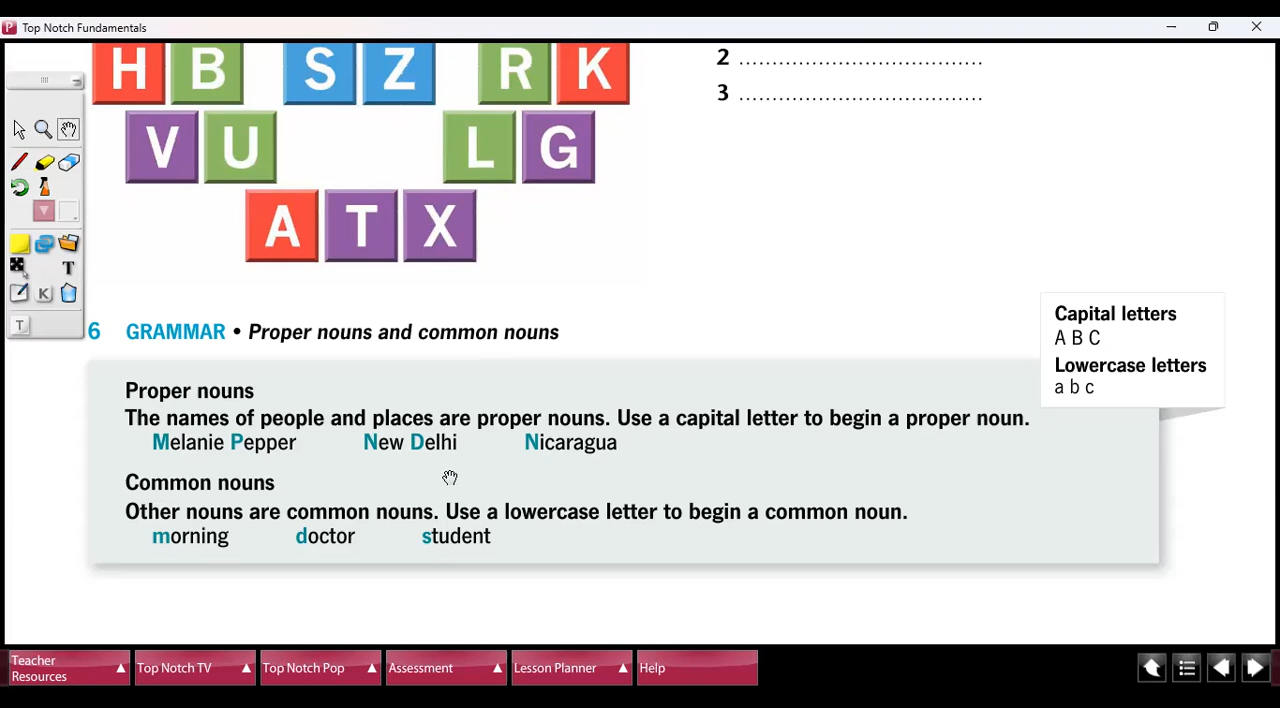 Top Notch Fundamentals
H B S Z R K
V U L G
A T X
2 ....................................
3 ....................................
6 GRAMMAR • Proper nouns and common nouns
Capital letters
A B C
Lowercase letters
a b c
Proper nouns
The names of people and places are proper nouns. Use a capital letter to begin a proper noun.
Melanie Pepper New Delhi Nicaragua
Common nouns
Other nouns are common nouns. Use a lowercase letter to begin a common noun.
morning doctor student
T
K
T
Teacher
Resources
Top Notch TV
Top Notch Pop
Assessment
Lesson Planner
Help